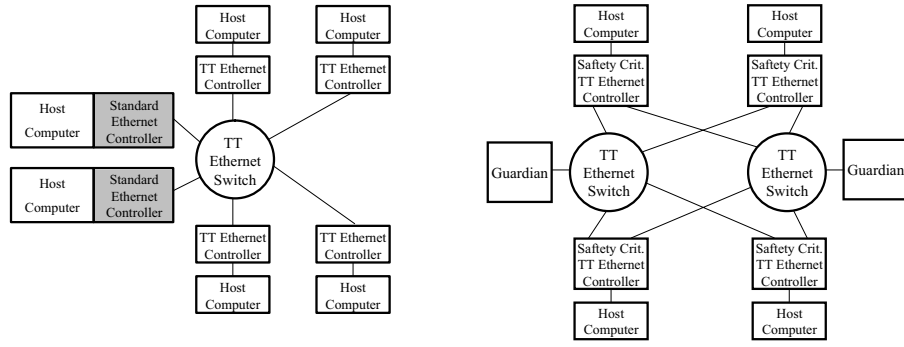 Host
Computer
TT Ethernet
Controller
Host
Computer
TT Ethernet
Controller
Host
Computer
Standard
Ethernet
Controller
Host
Computer
Standard
Ethernet
Controller
TT
Ethernet
Switch
TT Ethernet
Controller
Host
Computer
TT Ethernet
Controller
Host
Computer
Host
Computer
Saftety Crit.
TT Ethernet
Controller
Host
Computer
Saftety Crit.
TT Ethernet
Controller
Guardian
TT
Ethernet
Switch
TT
Ethernet
Switch
Guardian
Saftety Crit.
TT Ethernet
Controller
Host
Computer
Saftety Crit.
TT Ethernet
Controller
Host
Computer